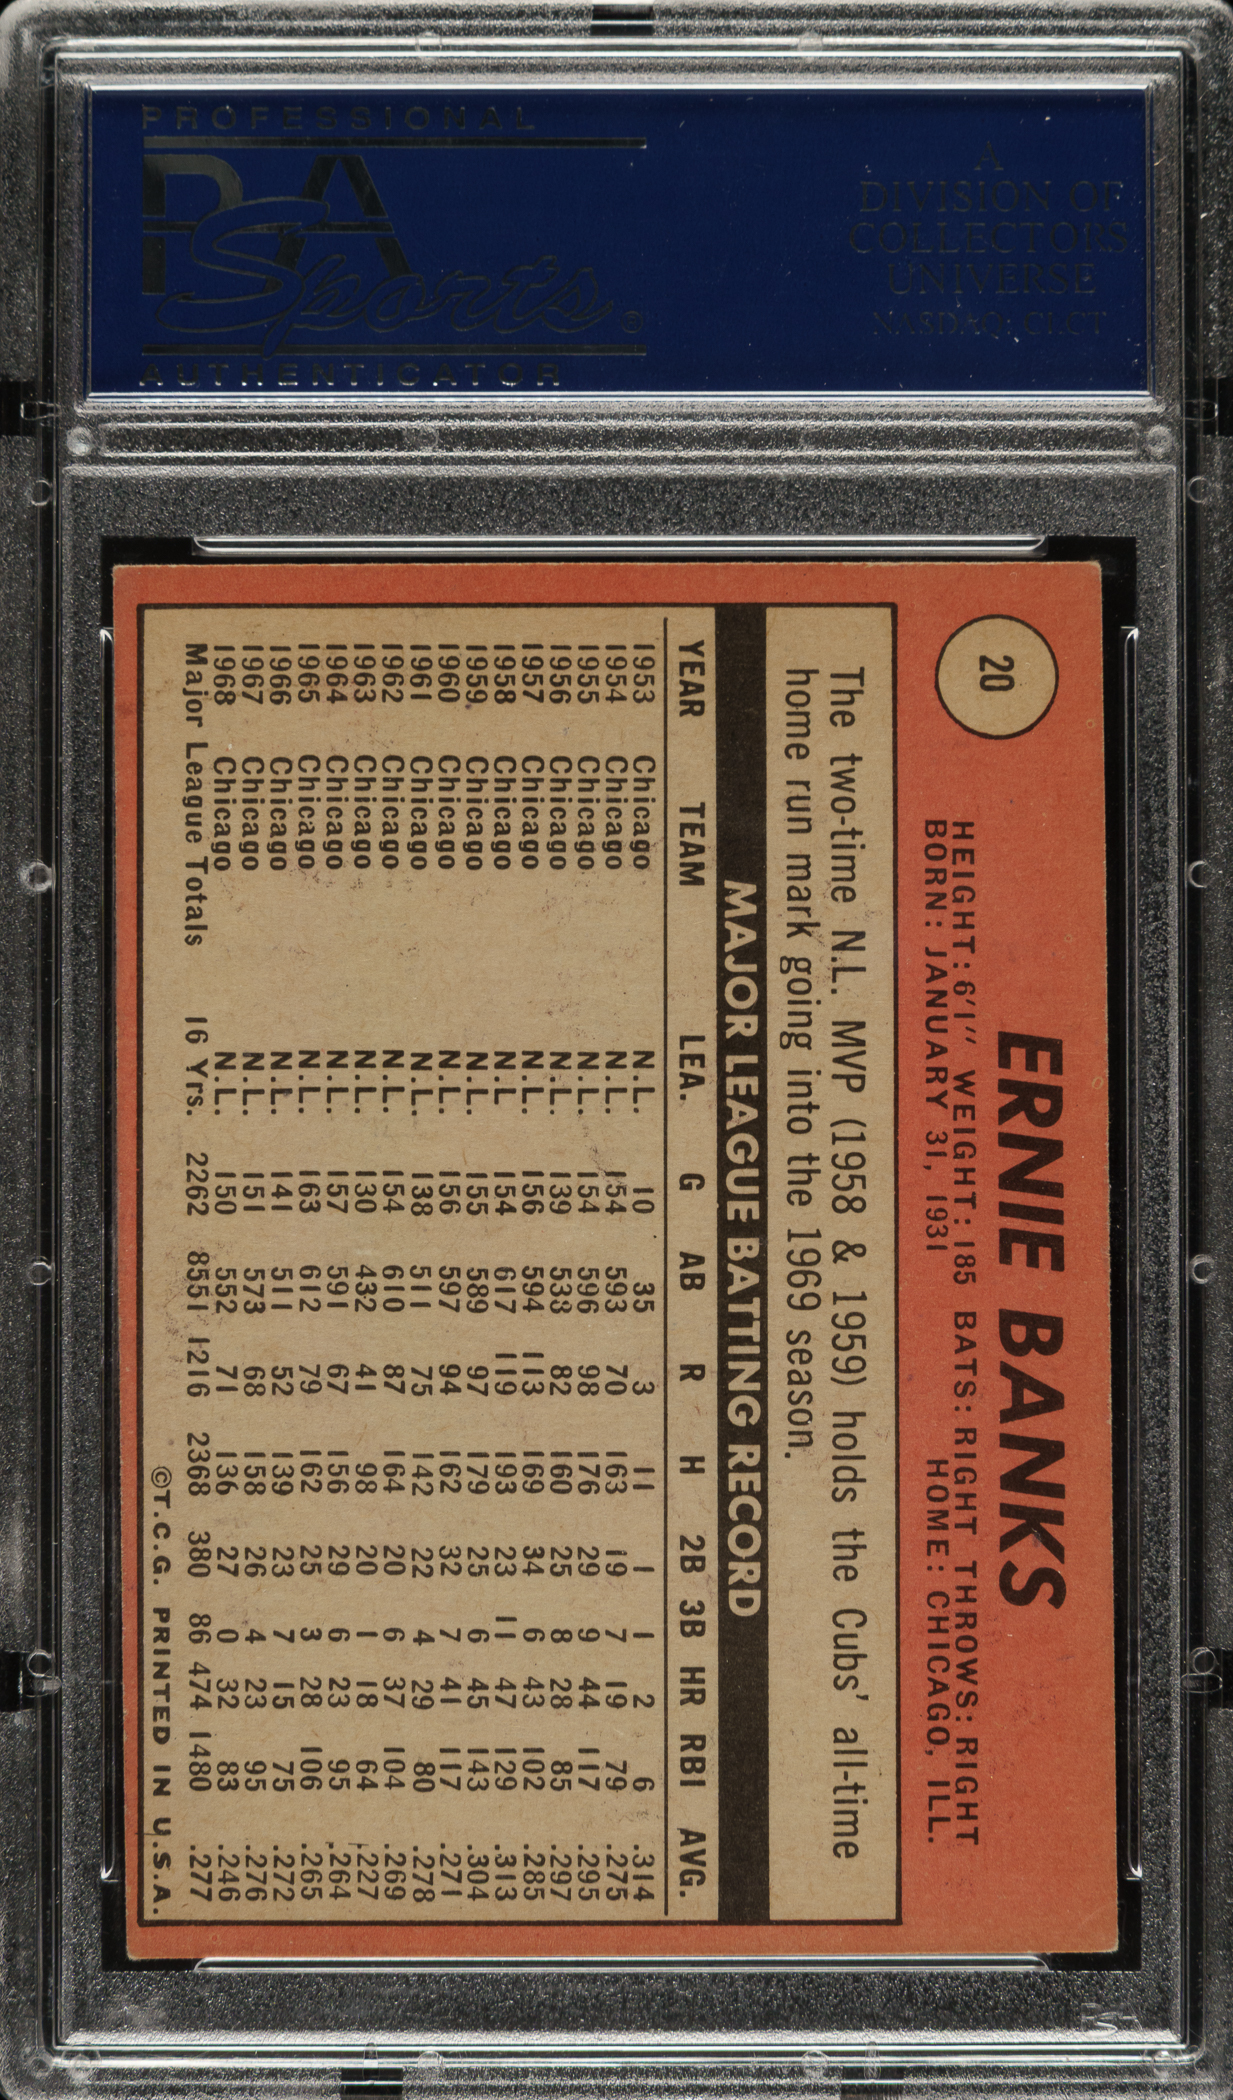 PROFESSIONAL
PSA
Sports®
AUTHENTICATOR
A
DIVISION OF
COLLECTORS
UNIVERSE
NASDAQ: CLCT
20
ERNIE BANKS
HEIGHT: 6'1" WEIGHT: 185 BATS: RIGHT THROWS: RIGHT
BORN: JANUARY 31, 1931 HOME: CHICAGO, ILL.
The two-time N.L. MVP (1958 & 1959) holds the Cubs' all-time
home run mark going into the 1969 season.
MAJOR LEAGUE BATTING RECORD
YEAR TEAM LEA. G AB R H 2B 3B HR RBI AVG.
1953 Chicago N.L. 10 35 3 11 1 1 2 6 .314
1954 Chicago N.L. 154 593 70 163 19 7 19 79 .275
1955 Chicago N.L. 154 596 98 176 29 9 44 117 .295
1956 Chicago N.L. 139 538 82 160 25 8 28 85 .297
1957 Chicago N.L. 156 594 113 169 34 6 43 102 .285
1958 Chicago N.L 154 617 119 193 23 11 47 129 .313
1959 Chicago N.L. 155 589 97 179 25 6 45 143 .304
1960 Chicago N.L. 156 597 94 162 32 7 41 117 .271
1961 Chicago N.L. 138 511 75 142 22 4 29 80 .278
1962 Chicago N.L. 154 610 87 164 20 6 37 104 .269
1963 Chicago N.L. 130 432 41 98 20 1 18 64 .227
1964 Chicago N.L. 157 591 67 156 29 6 23 95 .264
1965 Chicago N.L. 163 612 79 162 25 3 28 106 .265
1966 Chicago N.L. 141 511 52 139 23 7 15 75 .272
1967 Chicago N.L. 151 573 68 158 26 4 23 95 .276
1968 Chicago N.L. 150 552 71 136 27 0 32 83 .246
Major League Totals 16 Yrs. 2262 8551 1216 2368 380 86 474 1480 .277
©T.C.G. PRINTED IN U.S.A.
PSA